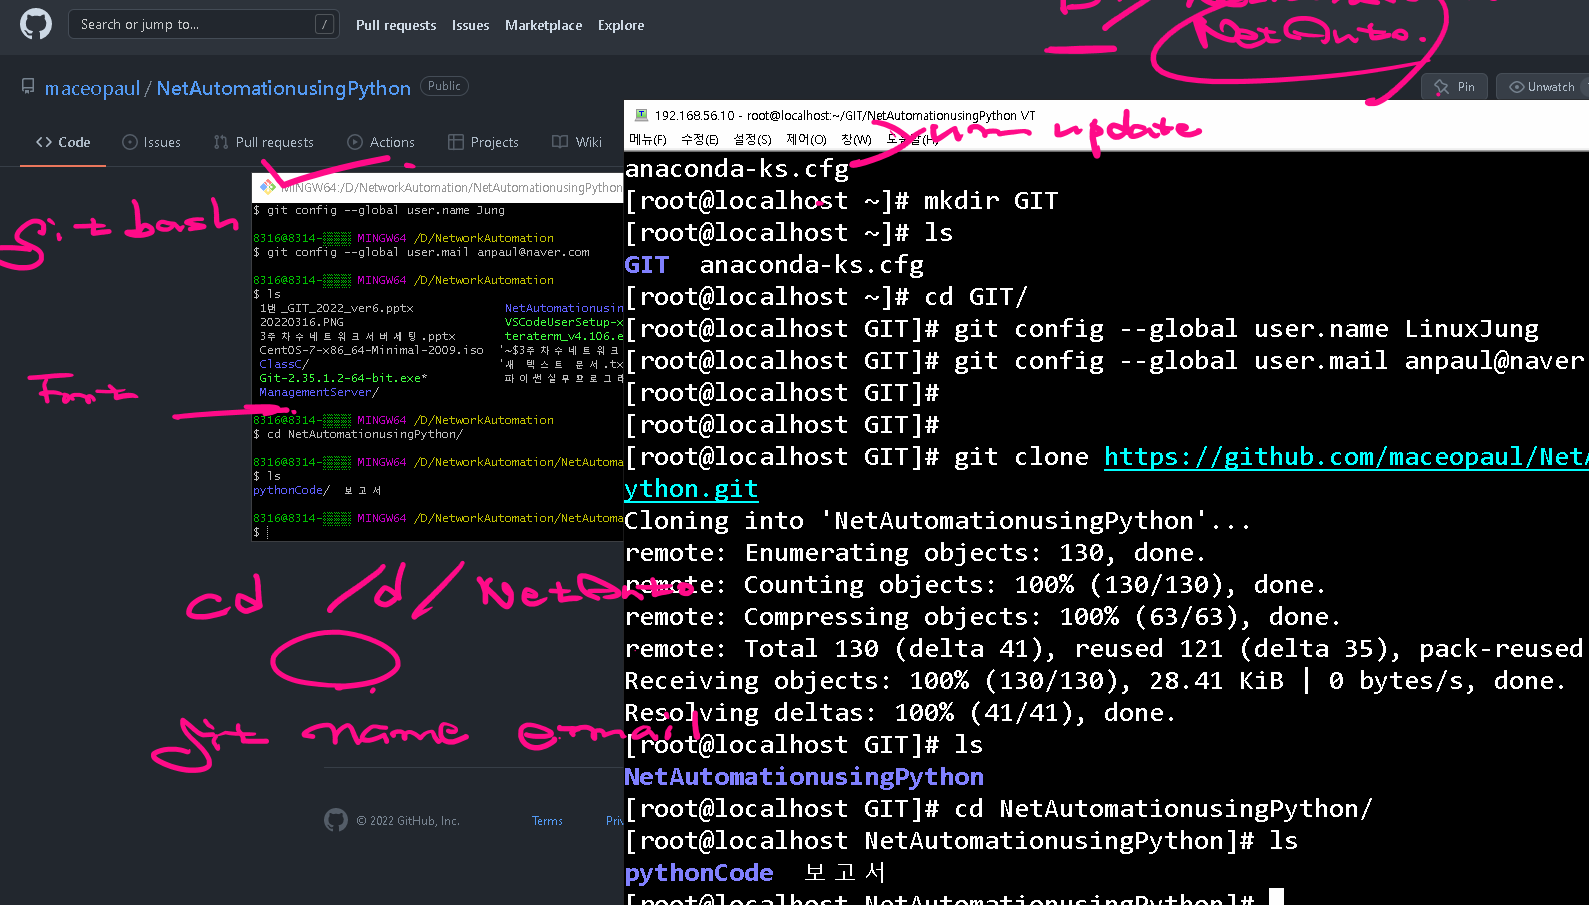 Search or jump to... /
Pull requests Issues Marketplace Explore
NetAuto.
maceopaul / NetAutomationusingPython Public
Pin Unwatch
Code Issues Pull requests Actions Projects Wiki
yum update
git bash
Font
cd /d/NetAuto
git name email
MINGW64:/D/NetworkAutomation/NetAutomationusingPython
$ git config --global user.name Jung
MINGW64 /D/NetworkAutomation
$ git config --global user.mail anpaul@naver.com
MINGW64 /D/NetworkAutomation
$ ls
1번_GIT_2022_ver6.pptx NetAutomationusin
20220316.PNG VSCodeUserSetup-x
3주차수네트워크서버세팅.pptx teraterm_v4.106.e
CentOS-7-x86_64-Minimal-2009.iso '~$3주차수네트워크
ClassC/ '새 텍스트 문서.tx
Git-2.35.1.2-64-bit.exe* 파이썬실무프로그래
ManagementServer/
MINGW64 /D/NetworkAutomation
$ cd NetAutomationusingPython/
MINGW64 /D/NetworkAutomation/NetAutoma
$ ls
pythonCode/ 보고서
MINGW64 /D/NetworkAutomation/NetAutoma
$
© 2022 GitHub, Inc. Terms Priv
192.168.56.10 - root@localhost:~/GIT/NetAutomationusingPython VT
메뉴(F) 수정(E) 설정(S) 제어(O) 창(W) 도움말(H)
anaconda-ks.cfg
[root@localhost ~]# mkdir GIT
[root@localhost ~]# ls
GIT anaconda-ks.cfg
[root@localhost ~]# cd GIT/
[root@localhost GIT]# git config --global user.name LinuxJung
[root@localhost GIT]# git config --global user.mail anpaul@naver
[root@localhost GIT]#
[root@localhost GIT]#
[root@localhost GIT]# git clone https://github.com/maceopaul/NetA
ython.git
Cloning into 'NetAutomationusingPython'...
remote: Enumerating objects: 130, done.
remote: Counting objects: 100% (130/130), done.
remote: Compressing objects: 100% (63/63), done.
remote: Total 130 (delta 41), reused 121 (delta 35), pack-reused
Receiving objects: 100% (130/130), 28.41 KiB | 0 bytes/s, done.
Resolving deltas: 100% (41/41), done.
[root@localhost GIT]# ls
NetAutomationusingPython
[root@localhost GIT]# cd NetAutomationusingPython/
[root@localhost NetAutomationusingPython]# ls
pythonCode 보고서
[root@localhost NetAutomationusingPython]#